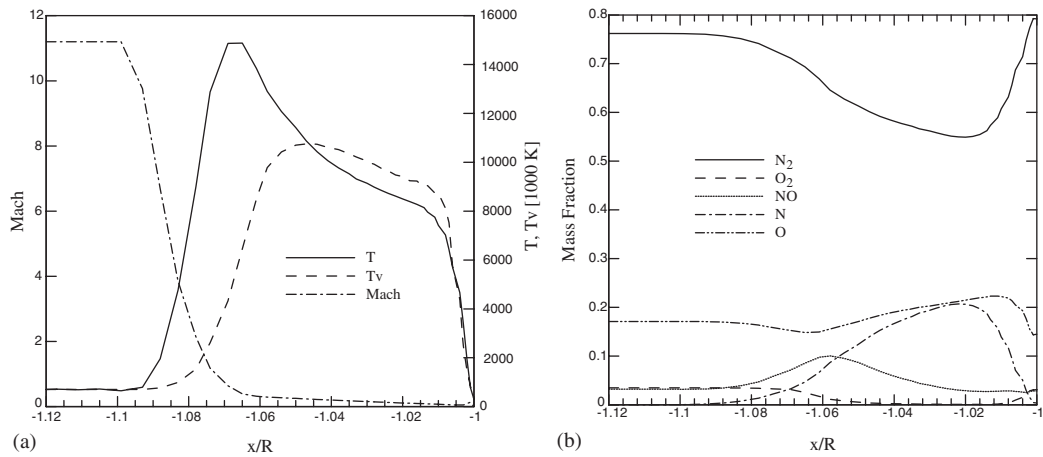 12
10
8
6
4
2
0
Mach
16000
14000
12000
10000
8000
6000
4000
2000
0
T, Tv [1000 K]
T
Tv
Mach
-1.12
-1.1
-1.08
-1.06
-1.04
-1.02
-1
x/R
(a)
0.8
0.7
0.6
0.5
0.4
0.3
0.2
0.1
0
Mass Fraction
N2
O2
NO
N
O
-1.12
-1.1
-1.08
-1.06
-1.04
-1.02
-1
x/R
(b)